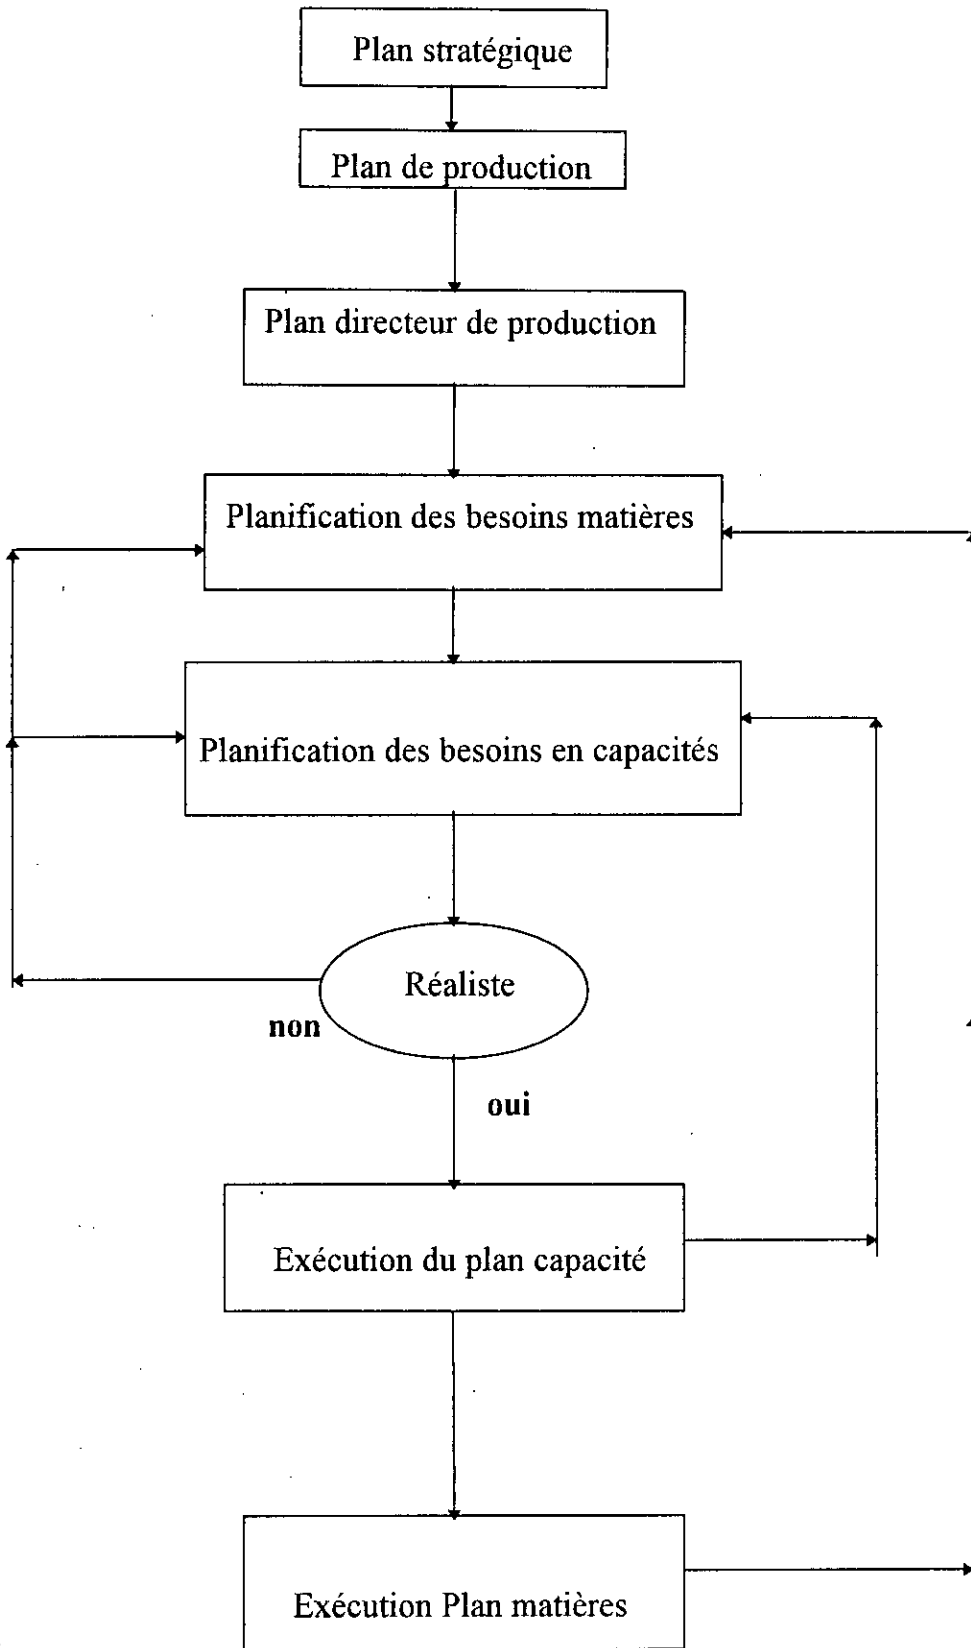 Plan stratégique
Plan de production
Plan directeur de production
Planification des besoins matières
Planification des besoins en capacités
Réaliste
non
oui
Exécution du plan capacité
Exécution Plan matières